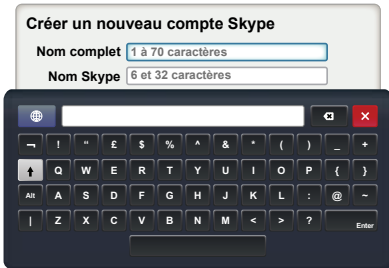 Créer un nouveau compte Skype
Nom complet 1 à 70 caractères
Nom Skype 6 et 32 caractères
¬ ! " £ $ % ^ & * ( ) _ +
Q W E R T Y U I O P { }
Alt A S D F G H J K L : @ ~
| Z X C V B N M < > ? Enter